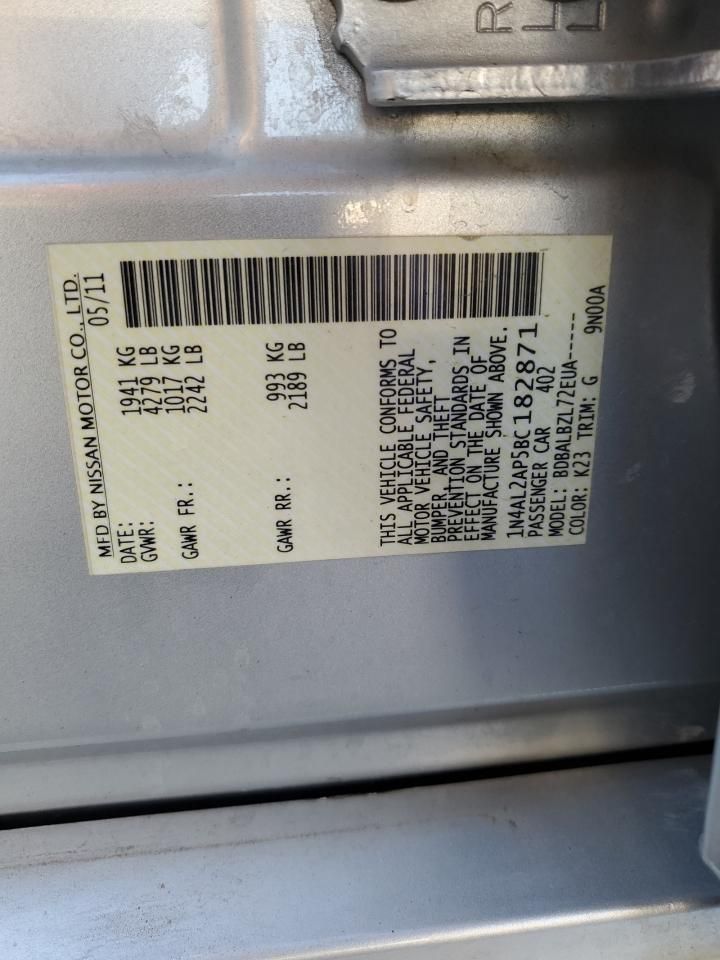 MFD BY NISSAN MOTOR CO., LTD.
DATE: 05/11
GVWR: 1941 KG
4279 LB
GAWR FR.: 1017 KG
2242 LB
GAWR RR.: 993 KG
2189 LB
THIS VEHICLE CONFORMS TO
ALL APPLICABLE FEDERAL
MOTOR VEHICLE SAFETY,
BUMPER, AND THEFT
PREVENTION STANDARDS IN
EFFECT ON THE DATE OF
MANUFACTURE SHOWN ABOVE.
1N4AL2AP5BC182871
PASSENGER CAR 402
MODEL: BDBALBZL72EUA-----
COLOR: K23 TRIM: G 9N00A